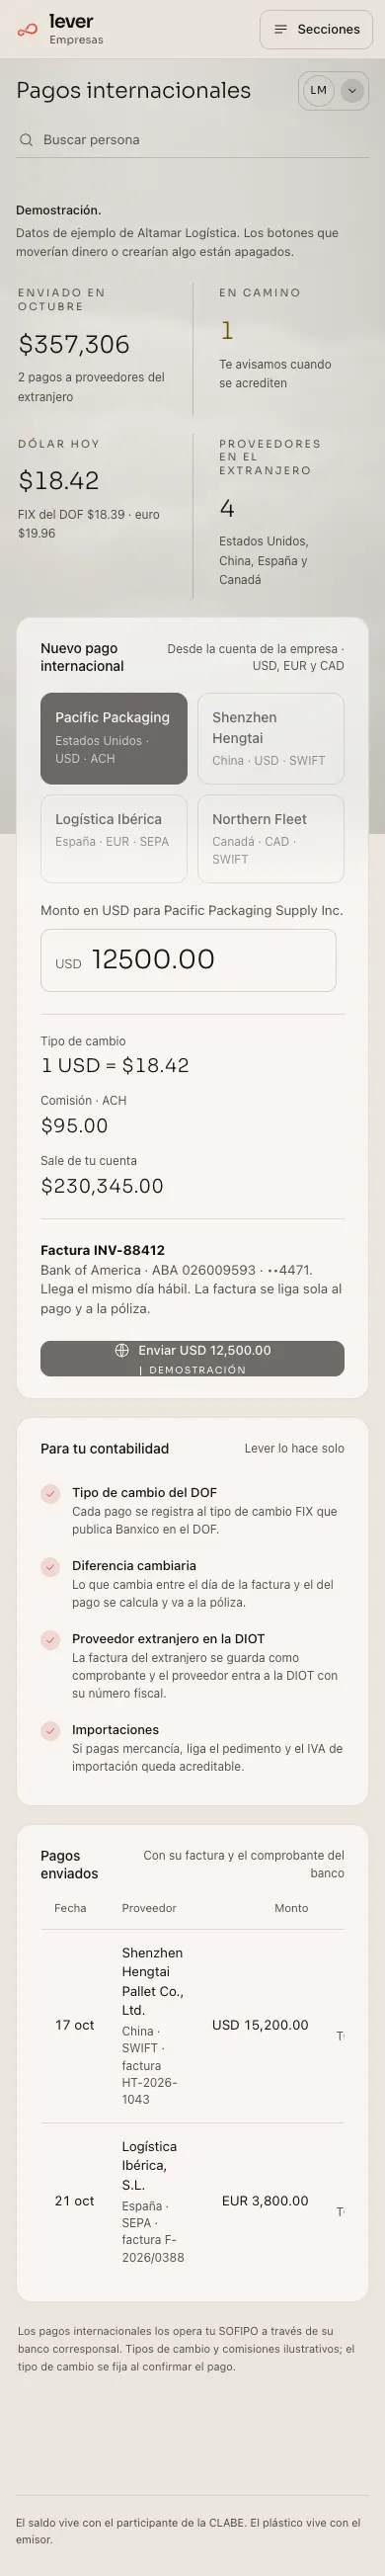 lever
Empresas
Secciones
Pagos internacionales
LM
Buscar persona
Demostración.
Datos de ejemplo de Altamar Logística. Los botones que
moverían dinero o crearían algo están apagados.
ENVIADO EN
OCTUBRE
$357,306
2 pagos a proveedores del
extranjero
EN CAMINO
1
Te avisamos cuando
se acrediten
DÓLAR HOY
$18.42
FIX del DOF $18.39 · euro
$19.96
PROVEEDORES
EN EL
EXTRANJERO
4
Estados Unidos,
China, España y
Canadá
Nuevo pago
internacional
Desde la cuenta de la empresa ·
USD, EUR y CAD
Pacific Packaging
Estados Unidos ·
USD · ACH
Shenzhen
Hengtai
China · USD · SWIFT
Logística Ibérica
España · EUR · SEPA
Northern Fleet
Canadá · CAD ·
SWIFT
Monto en USD para Pacific Packaging Supply Inc.
USD 12500.00
Tipo de cambio
1 USD = $18.42
Comisión · ACH
$95.00
Sale de tu cuenta
$230,345.00
Factura INV-88412
Bank of America · ABA 026009593 · ••4471.
Llega el mismo día hábil. La factura se liga sola al
pago y a la póliza.
Enviar USD 12,500.00
| DEMOSTRACIÓN
Para tu contabilidad
Lever lo hace solo
Tipo de cambio del DOF
Cada pago se registra al tipo de cambio FIX que
publica Banxico en el DOF.
Diferencia cambiaria
Lo que cambia entre el día de la factura y el del
pago se calcula y va a la póliza.
Proveedor extranjero en la DIOT
La factura del extranjero se guarda como
comprobante y el proveedor entra a la DIOT con
su número fiscal.
Importaciones
Si pagas mercancía, liga el pedimento y el IVA de
importación queda acreditable.
Pagos
enviados
Con su factura y el comprobante del
banco
Fecha Proveedor Monto
17 oct
Shenzhen
Hengtai
Pallet Co.,
Ltd.
China ·
SWIFT ·
factura
HT-2026-
1043
USD 15,200.00
21 oct
Logística
Ibérica,
S.L.
España ·
SEPA ·
factura F-
2026/0388
EUR 3,800.00
Los pagos internacionales los opera tu SOFIPO a través de su
banco corresponsal. Tipos de cambio y comisiones ilustrativos; el
tipo de cambio se fija al confirmar el pago.
El saldo vive con el participante de la CLABE. El plástico vive con el
emisor.